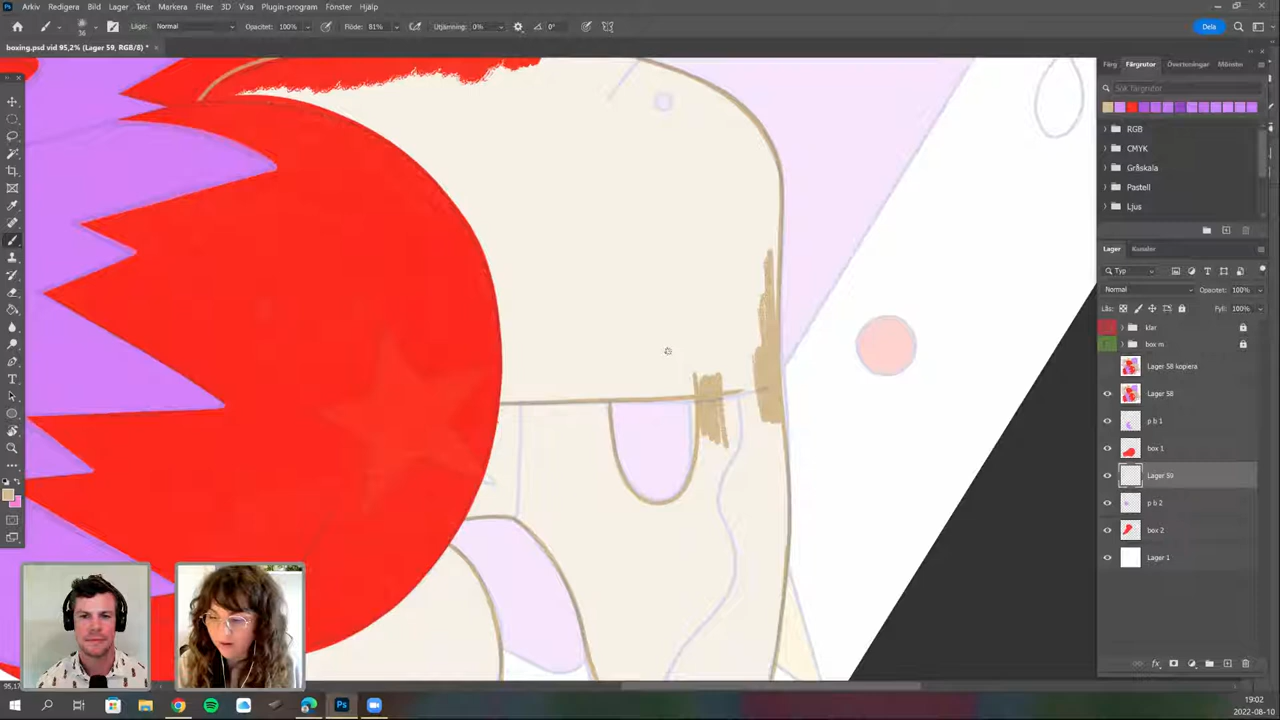 Arkiv Redigera Bild Lager Text Markera Filter 3D Visa Plugin-program Fönster Hjälp
36 Läge: Normal Opacitet: 100% Flöde: 81% Utjämning: 0% 0° Dela
boxing.psd vid 95,2% (Lager 59, RGB/8) *
Färg Färgrutor Övertoningar Mönster
Sök färgrutor
RGB
CMYK
Gråskala
Pastell
Ljus
Lager Kanaler
Typ
Normal Opacitet: 100%
Lås: Fyll: 100%
klar
box m
Lager 58 kopiera
Lager 58
p b 1
box 1
Lager 59
p b 2
box 2
Lager 1
fx
19:02
2022-08-10